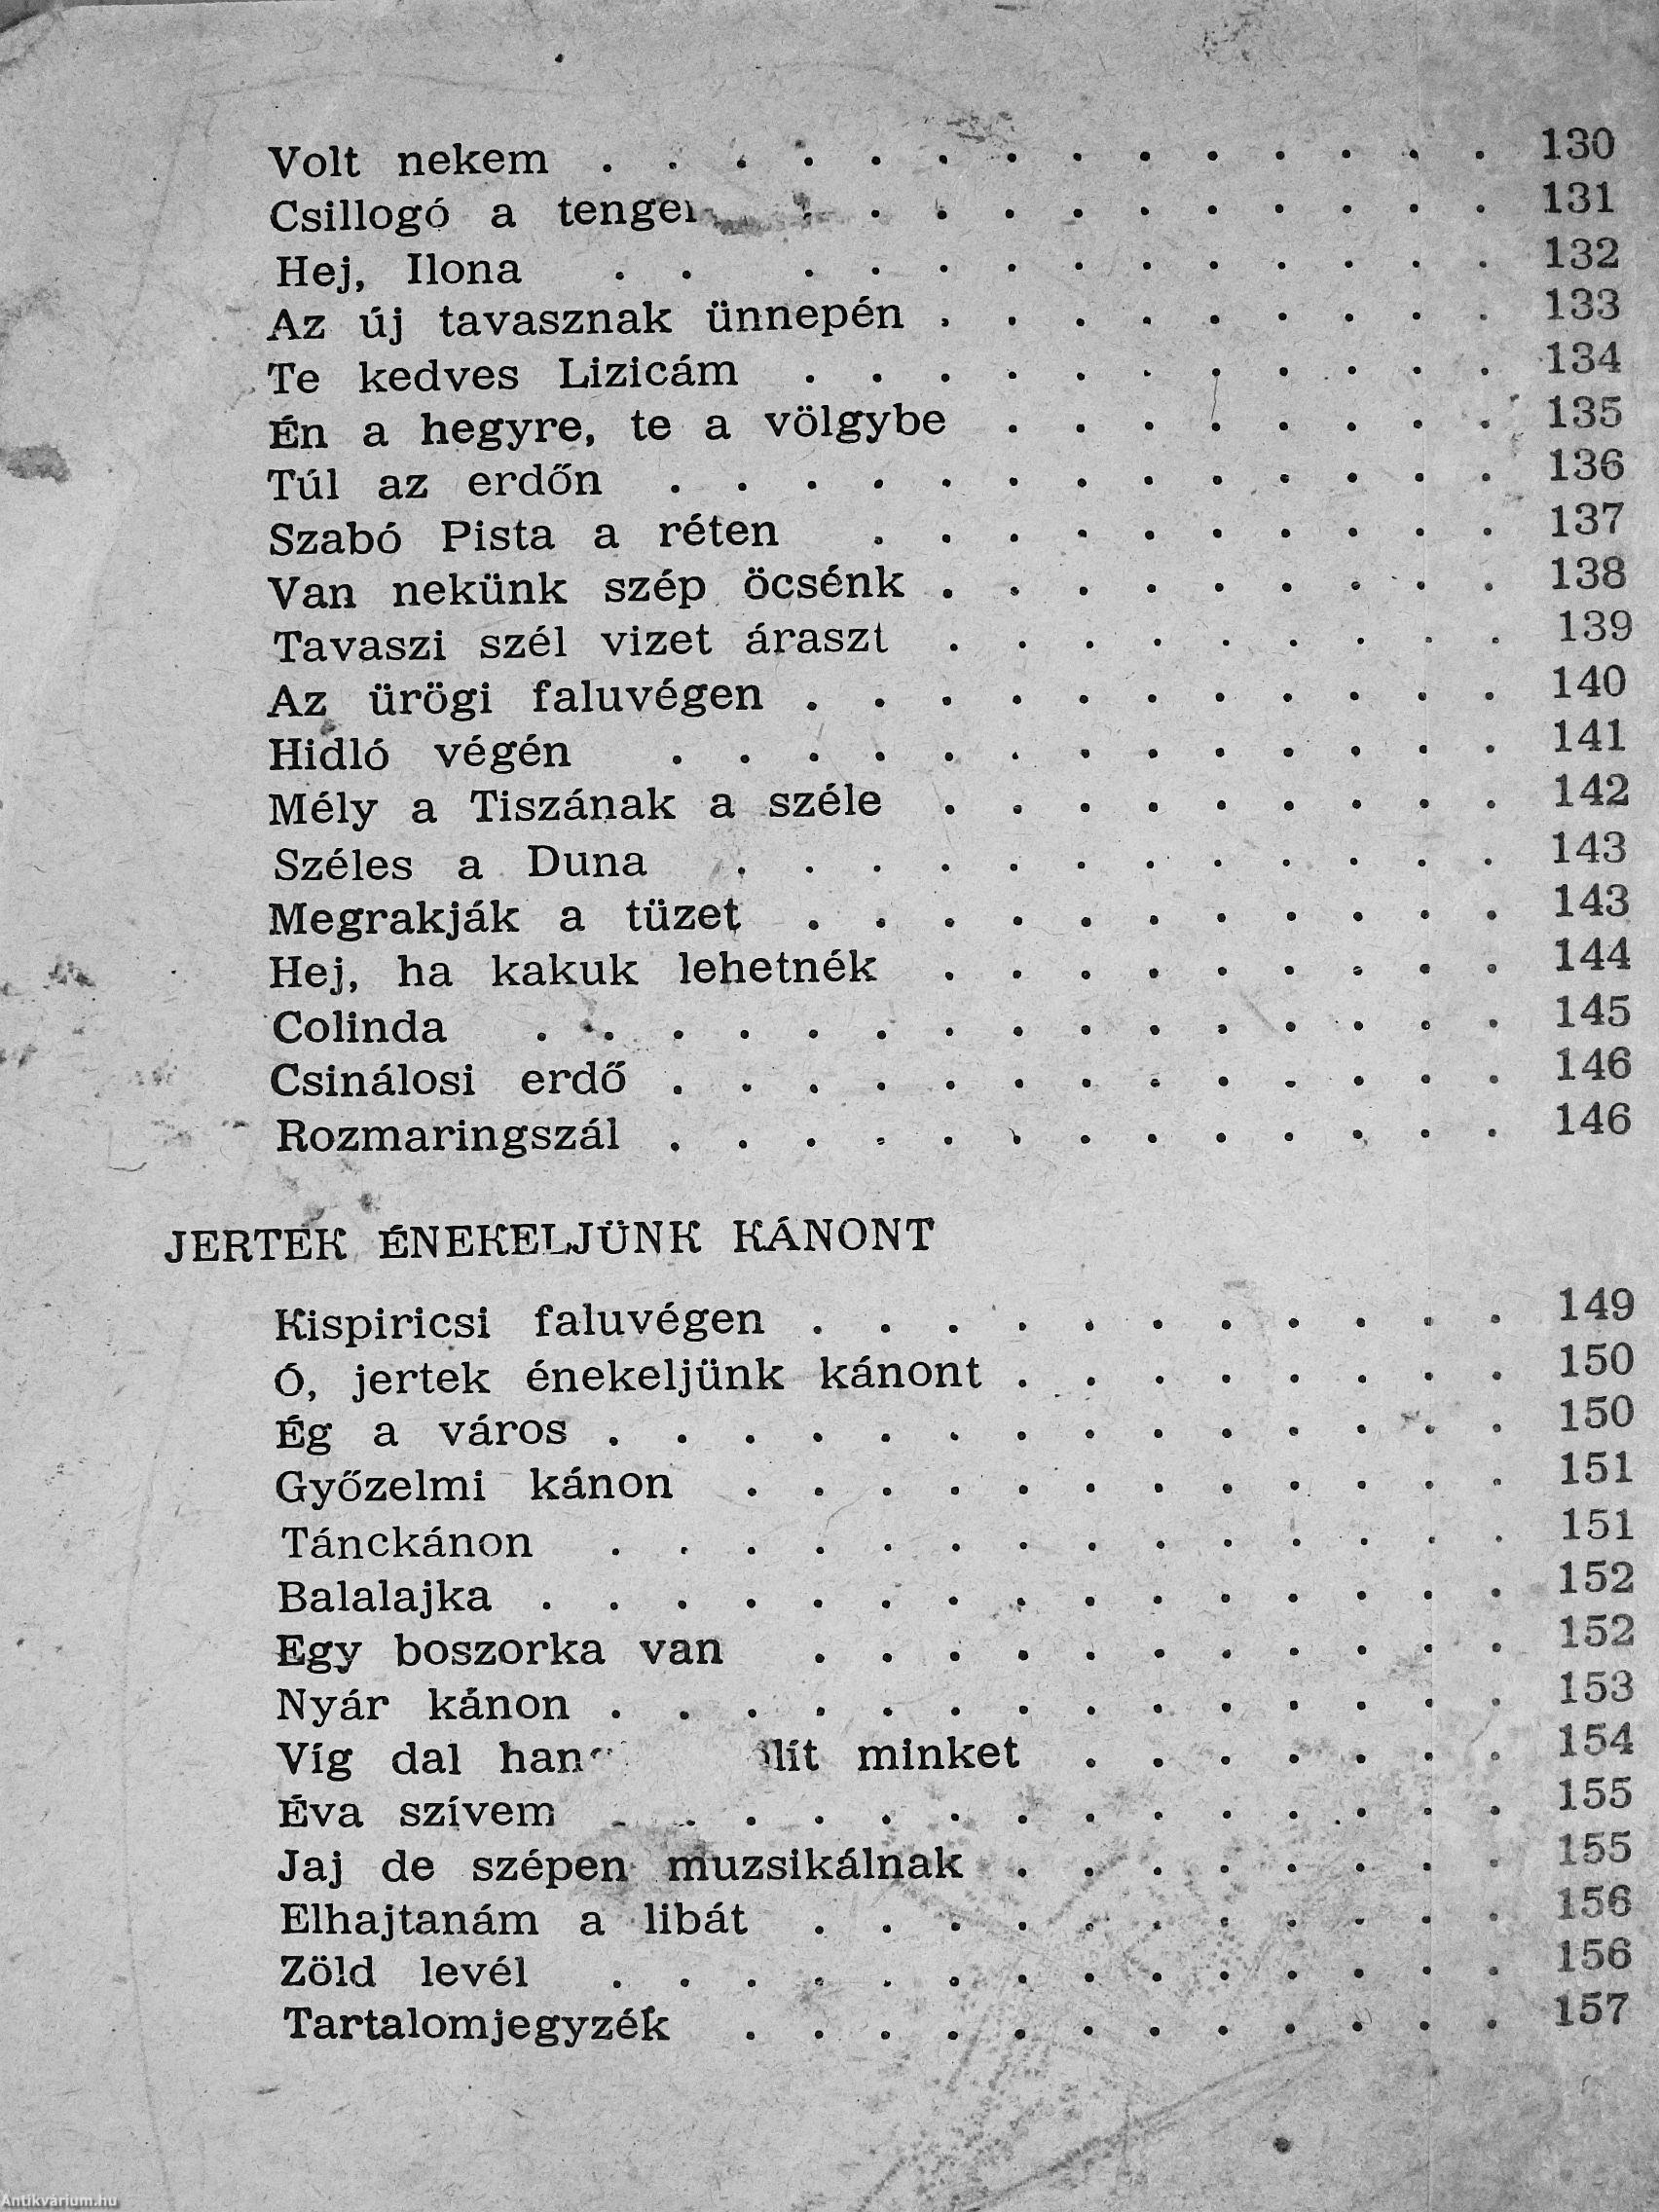 Volt nekem . . . . . . . . . . . . . . 130
Csillogó a . . . . . . . . . . . 131
Hej, Ilona . . . . . . . . . . . . . 132
Az új tavasznak ünnepén . . . . . . . . . 133
Te kedves Lizicám . . . . . . . . . . . 134
Én a hegyre, te a völgybe . . . . . . . . 135
Túl az erdőn . . . . . . . . . . . . . 136
Szabó Pista a réten . . . . . . . . . . 137
Van nekünk szép öcsénk . . . . . . . . . 138
Tavaszi szél vizet áraszt . . . . . . . . . 139
Az ürögi faluvégen . . . . . . . . . . . 140
Hidló végén . . . . . . . . . . . . . 141
Mély a Tiszának a széle . . . . . . . . . 142
Széles a Duna . . . . . . . . . . . . 143
Megrakják a tüzet . . . . . . . . . . . 143
Hej, ha kakuk lehetnék . . . . . . . . . 144
Colinda . . . . . . . . . . . . . . . 145
Csinálosi erdő . . . . . . . . . . . . . 146
Rozmaringszál . . . . . . . . . . . . . 146
JERTEK ÉNEKELJÜNK KÁNONT
Kispiricsi faluvégen . . . . . . . . . . . 149
Ó, jertek énekeljünk kánont . . . . . . . . 150
Ég a város . . . . . . . . . . . . . . 150
Győzelmi kánon . . . . . . . . . . . . 151
Tánckánon . . . . . . . . . . . . . . 151
Balalajka . . . . . . . . . . . . . . . 152
Egy boszorka van . . . . . . . . . . . 152
Nyár kánon . . . . . . . . . . . . . . 153
Víg dal minket . . . . . . . 154
Éva szívem . . . . . . . . . . . . . . 155
Jaj de szépen muzsikálnak . . . . . . . . 155
Elhajtanám a libát . . . . . . . . . . . 156
Zöld levél . . . . . . . . . . . . . . 156
Tartalomjegyzék . . . . . . . . . . . . 157
Antikvárium.hu